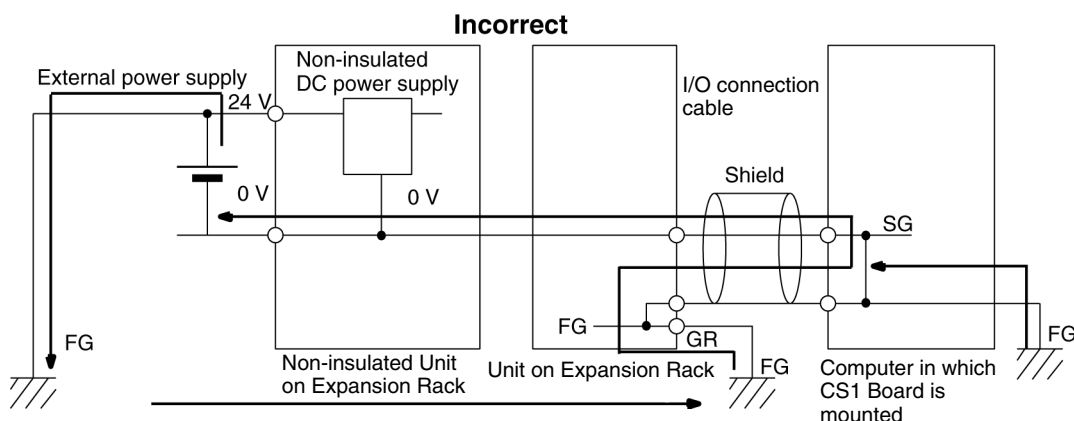 Incorrect
External power supply
Non-insulated
DC power supply
I/O connection
cable
24 V
0 V
0 V
Shield
SG
FG
FG
GR
FG
FG
Non-insulated Unit
on Expansion Rack
Unit on Expansion Rack
Computer in which
CS1 Board is
mounted